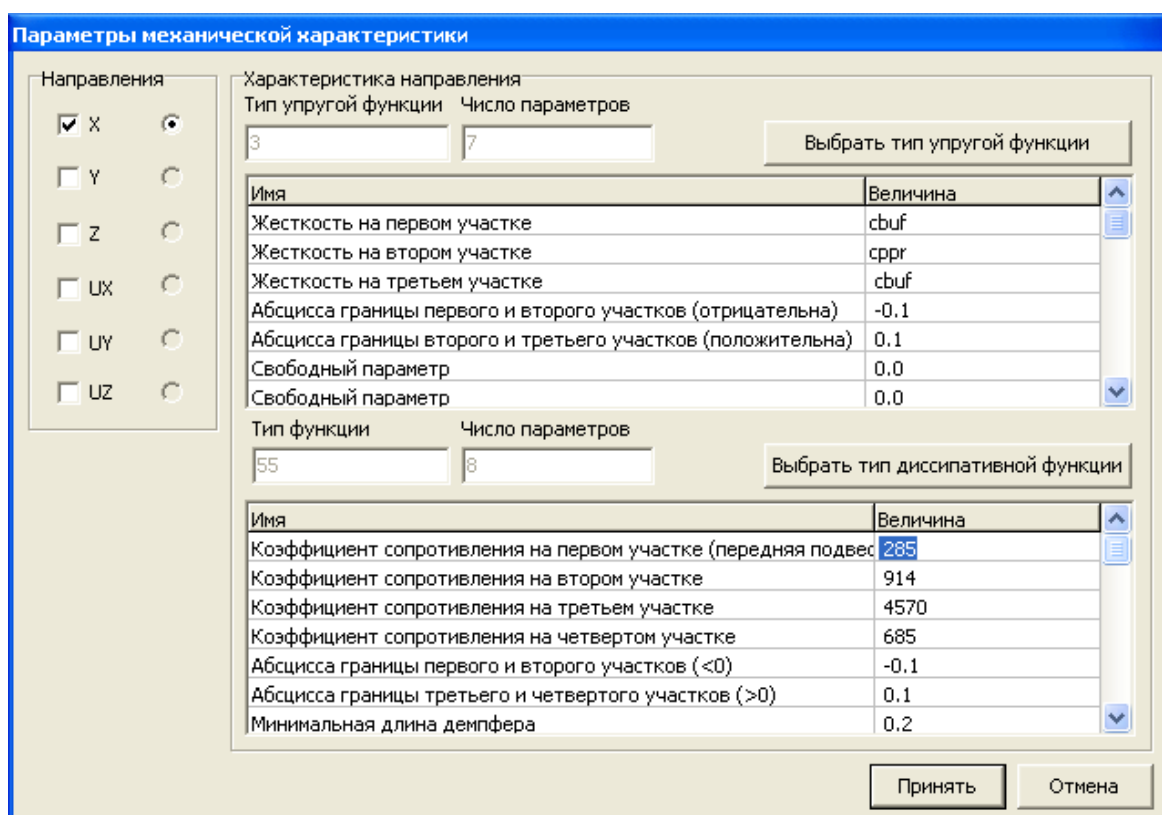 Параметры механической характеристики
Направления
X
Y
Z
UX
UY
UZ
Характеристика направления
Тип упругой функции Число параметров
3 7 Выбрать тип упругой функции
Имя Величина
Жесткость на первом участке cbuf
Жесткость на втором участке cppr
Жесткость на третьем участке cbuf
Абсцисса границы первого и второго участков (отрицательна) -0.1
Абсцисса границы второго и третьего участков (положительна) 0.1
Свободный параметр 0.0
Свободный параметр 0.0
Тип функции Число параметров
55 8 Выбрать тип диссипативной функции
Имя Величина
Коэффициент сопротивления на первом участке (передняя подвес 285
Коэффициент сопротивления на втором участке 914
Коэффициент сопротивления на третьем участке 4570
Коэффициент сопротивления на четвертом участке 685
Абсцисса границы первого и второго участков (<0) -0.1
Абсцисса границы третьего и четвертого участков (>0) 0.1
Минимальная длина демпфера 0.2
Принять Отмена